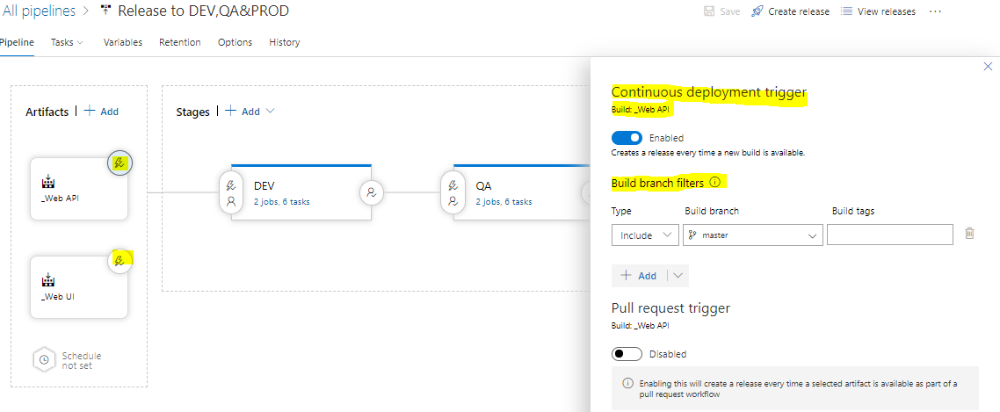 All pipelines > Release to DEV,QA&PROD
Save Create release View releases ...
Pipeline Tasks Variables Retention Options History
Artifacts | + Add
Stages | + Add
_Web API
_Web UI
Schedule
not set
DEV
2 jobs, 6 tasks
QA
2 jobs, 6 tasks
Continuous deployment trigger
Build: _Web API
Enabled
Creates a release every time a new build is available.
Build branch filters
Type Build branch Build tags
Include master
+ Add
Pull request trigger
Build: _Web API
Disabled
Enabling this will create a release every time a selected artifact is available as part of a
pull request workflow